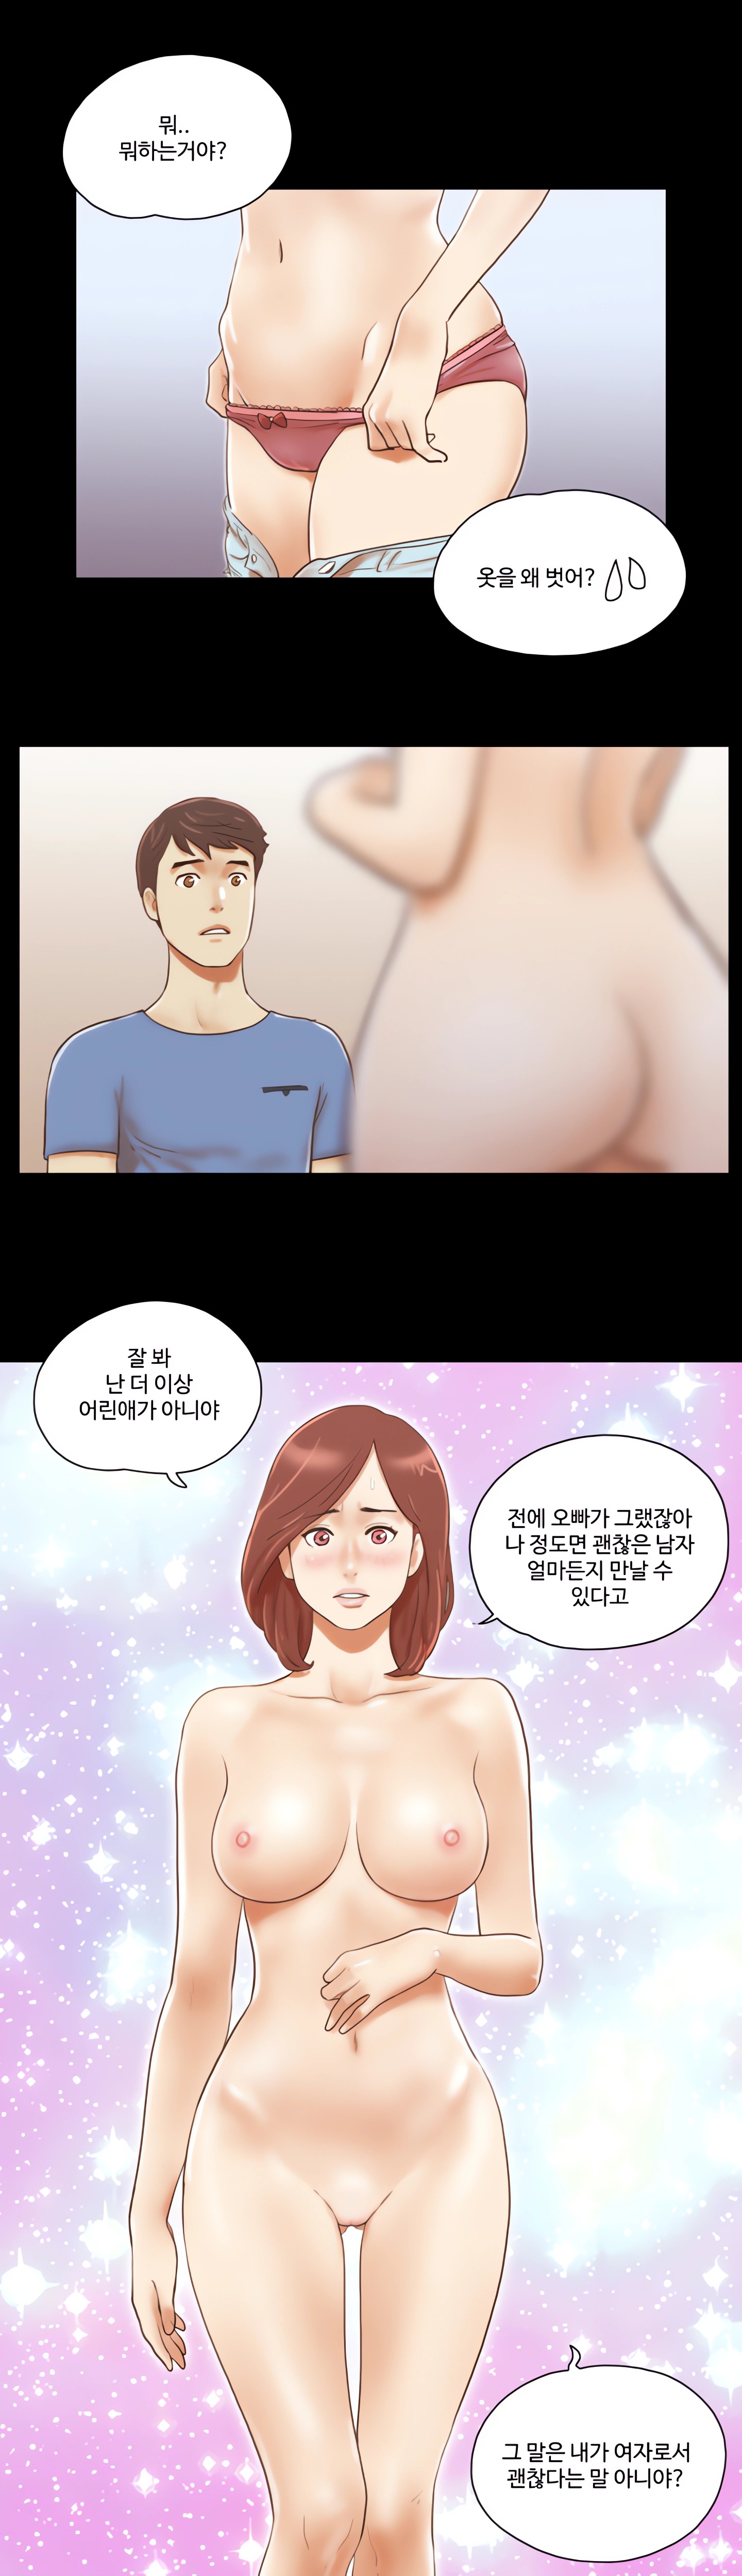 뭐..
뭐하는거야?
옷을 왜 벗어?
잘 봐
난 더 이상
어린애가 아니야
전에 오빠가 그랬잖아
나 정도면 괜찮은 남자
얼마든지 만날 수
있다고
그 말은 내가 여자로서
괜찮다는 말 아니야?